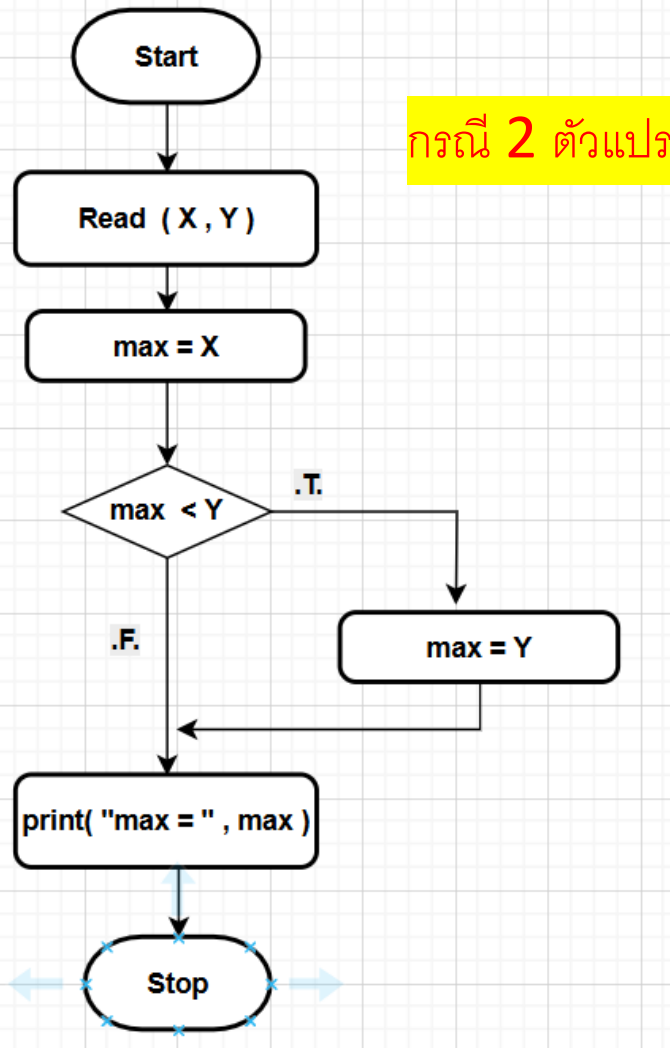 Start
กรณี 2 ตัวแปร
Read ( X , Y )
max = X
max < Y
.T.
.F.
max = Y
print( "max = " , max )
Stop